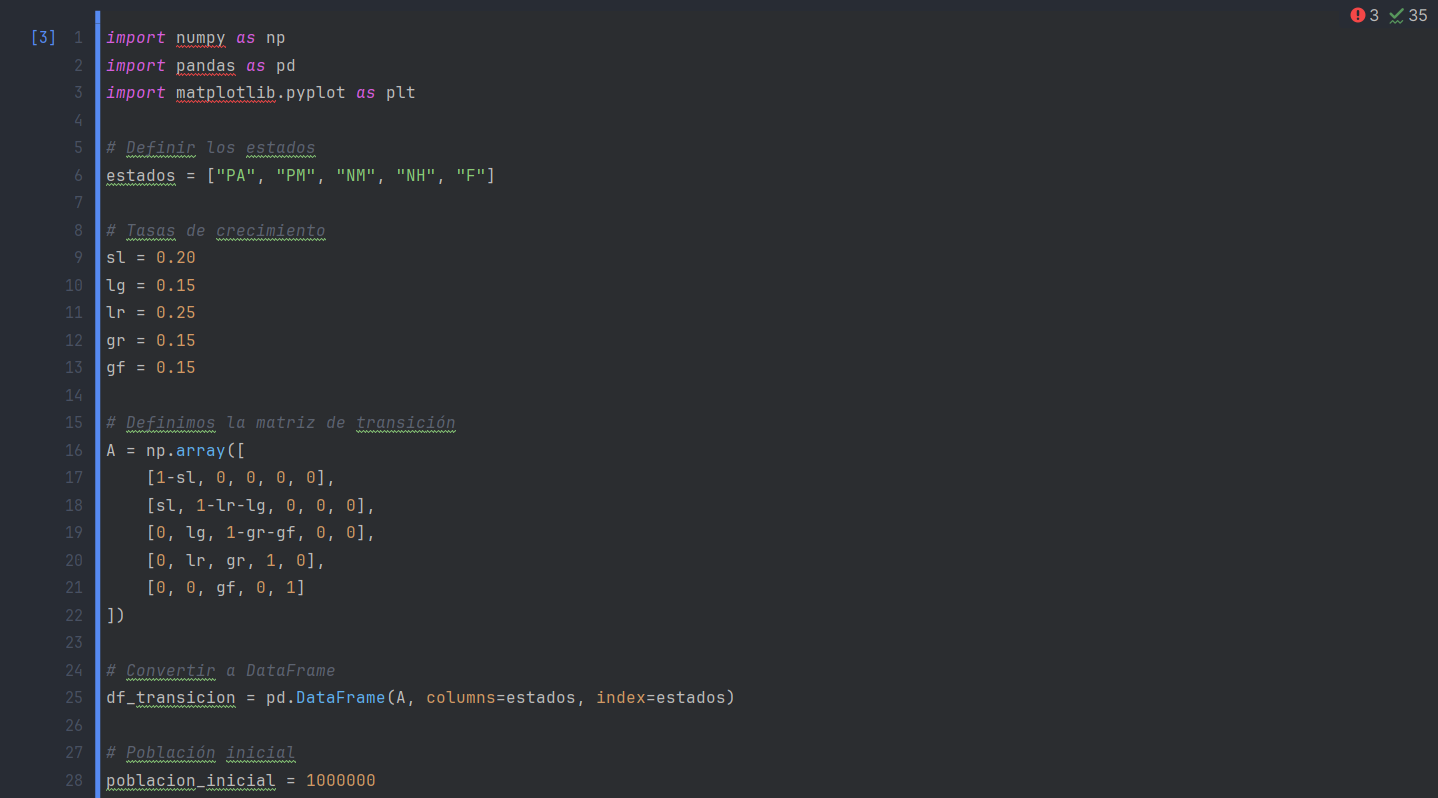 3 35
[3] 1 import numpy as np
2 import pandas as pd
3 import matplotlib.pyplot as plt
4
5 # Definir los estados
6 estados = ["PA", "PM", "NM", "NH", "F"]
7
8 # Tasas de crecimiento
9 sl = 0.20
10 lg = 0.15
11 lr = 0.25
12 gr = 0.15
13 gf = 0.15
14
15 # Definimos la matriz de transición
16 A = np.array([
17     [1-sl, 0, 0, 0, 0],
18     [sl, 1-lr-lg, 0, 0, 0],
19     [0, lg, 1-gr-gf, 0, 0],
20     [0, lr, gr, 1, 0],
21     [0, 0, gf, 0, 1]
22 ])
23
24 # Convertir a DataFrame
25 df_transicion = pd.DataFrame(A, columns=estados, index=estados)
26
27 # Población inicial
28 poblacion_inicial = 1000000